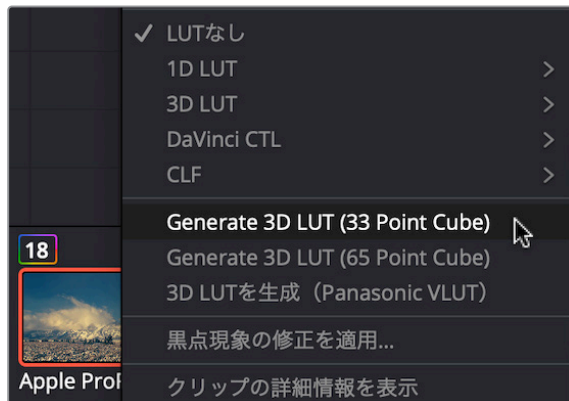 LUTなし
1D LUT
3D LUT
DaVinci CTL
CLF
Generate 3D LUT (33 Point Cube)
Generate 3D LUT (65 Point Cube)
3D LUTを生成（Panasonic VLUT）
黒点現象の修正を適用...
クリップの詳細情報を表示
18
Apple ProR